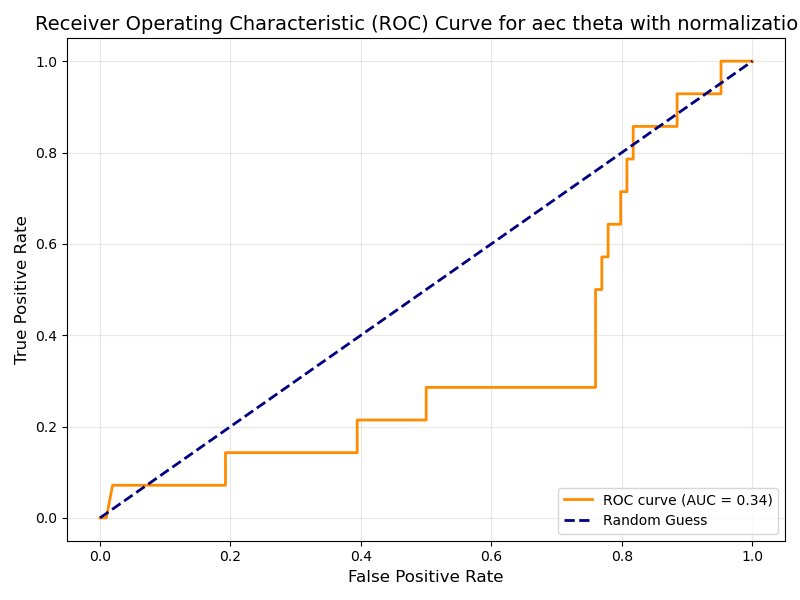 Receiver Operating Characteristic (ROC) Curve for aec theta with normalizatio
True Positive Rate
1.0
0.8
0.6
0.4
0.2
0.0
0.0 0.2 0.4 0.6 0.8 1.0
False Positive Rate
ROC curve (AUC = 0.34)
Random Guess